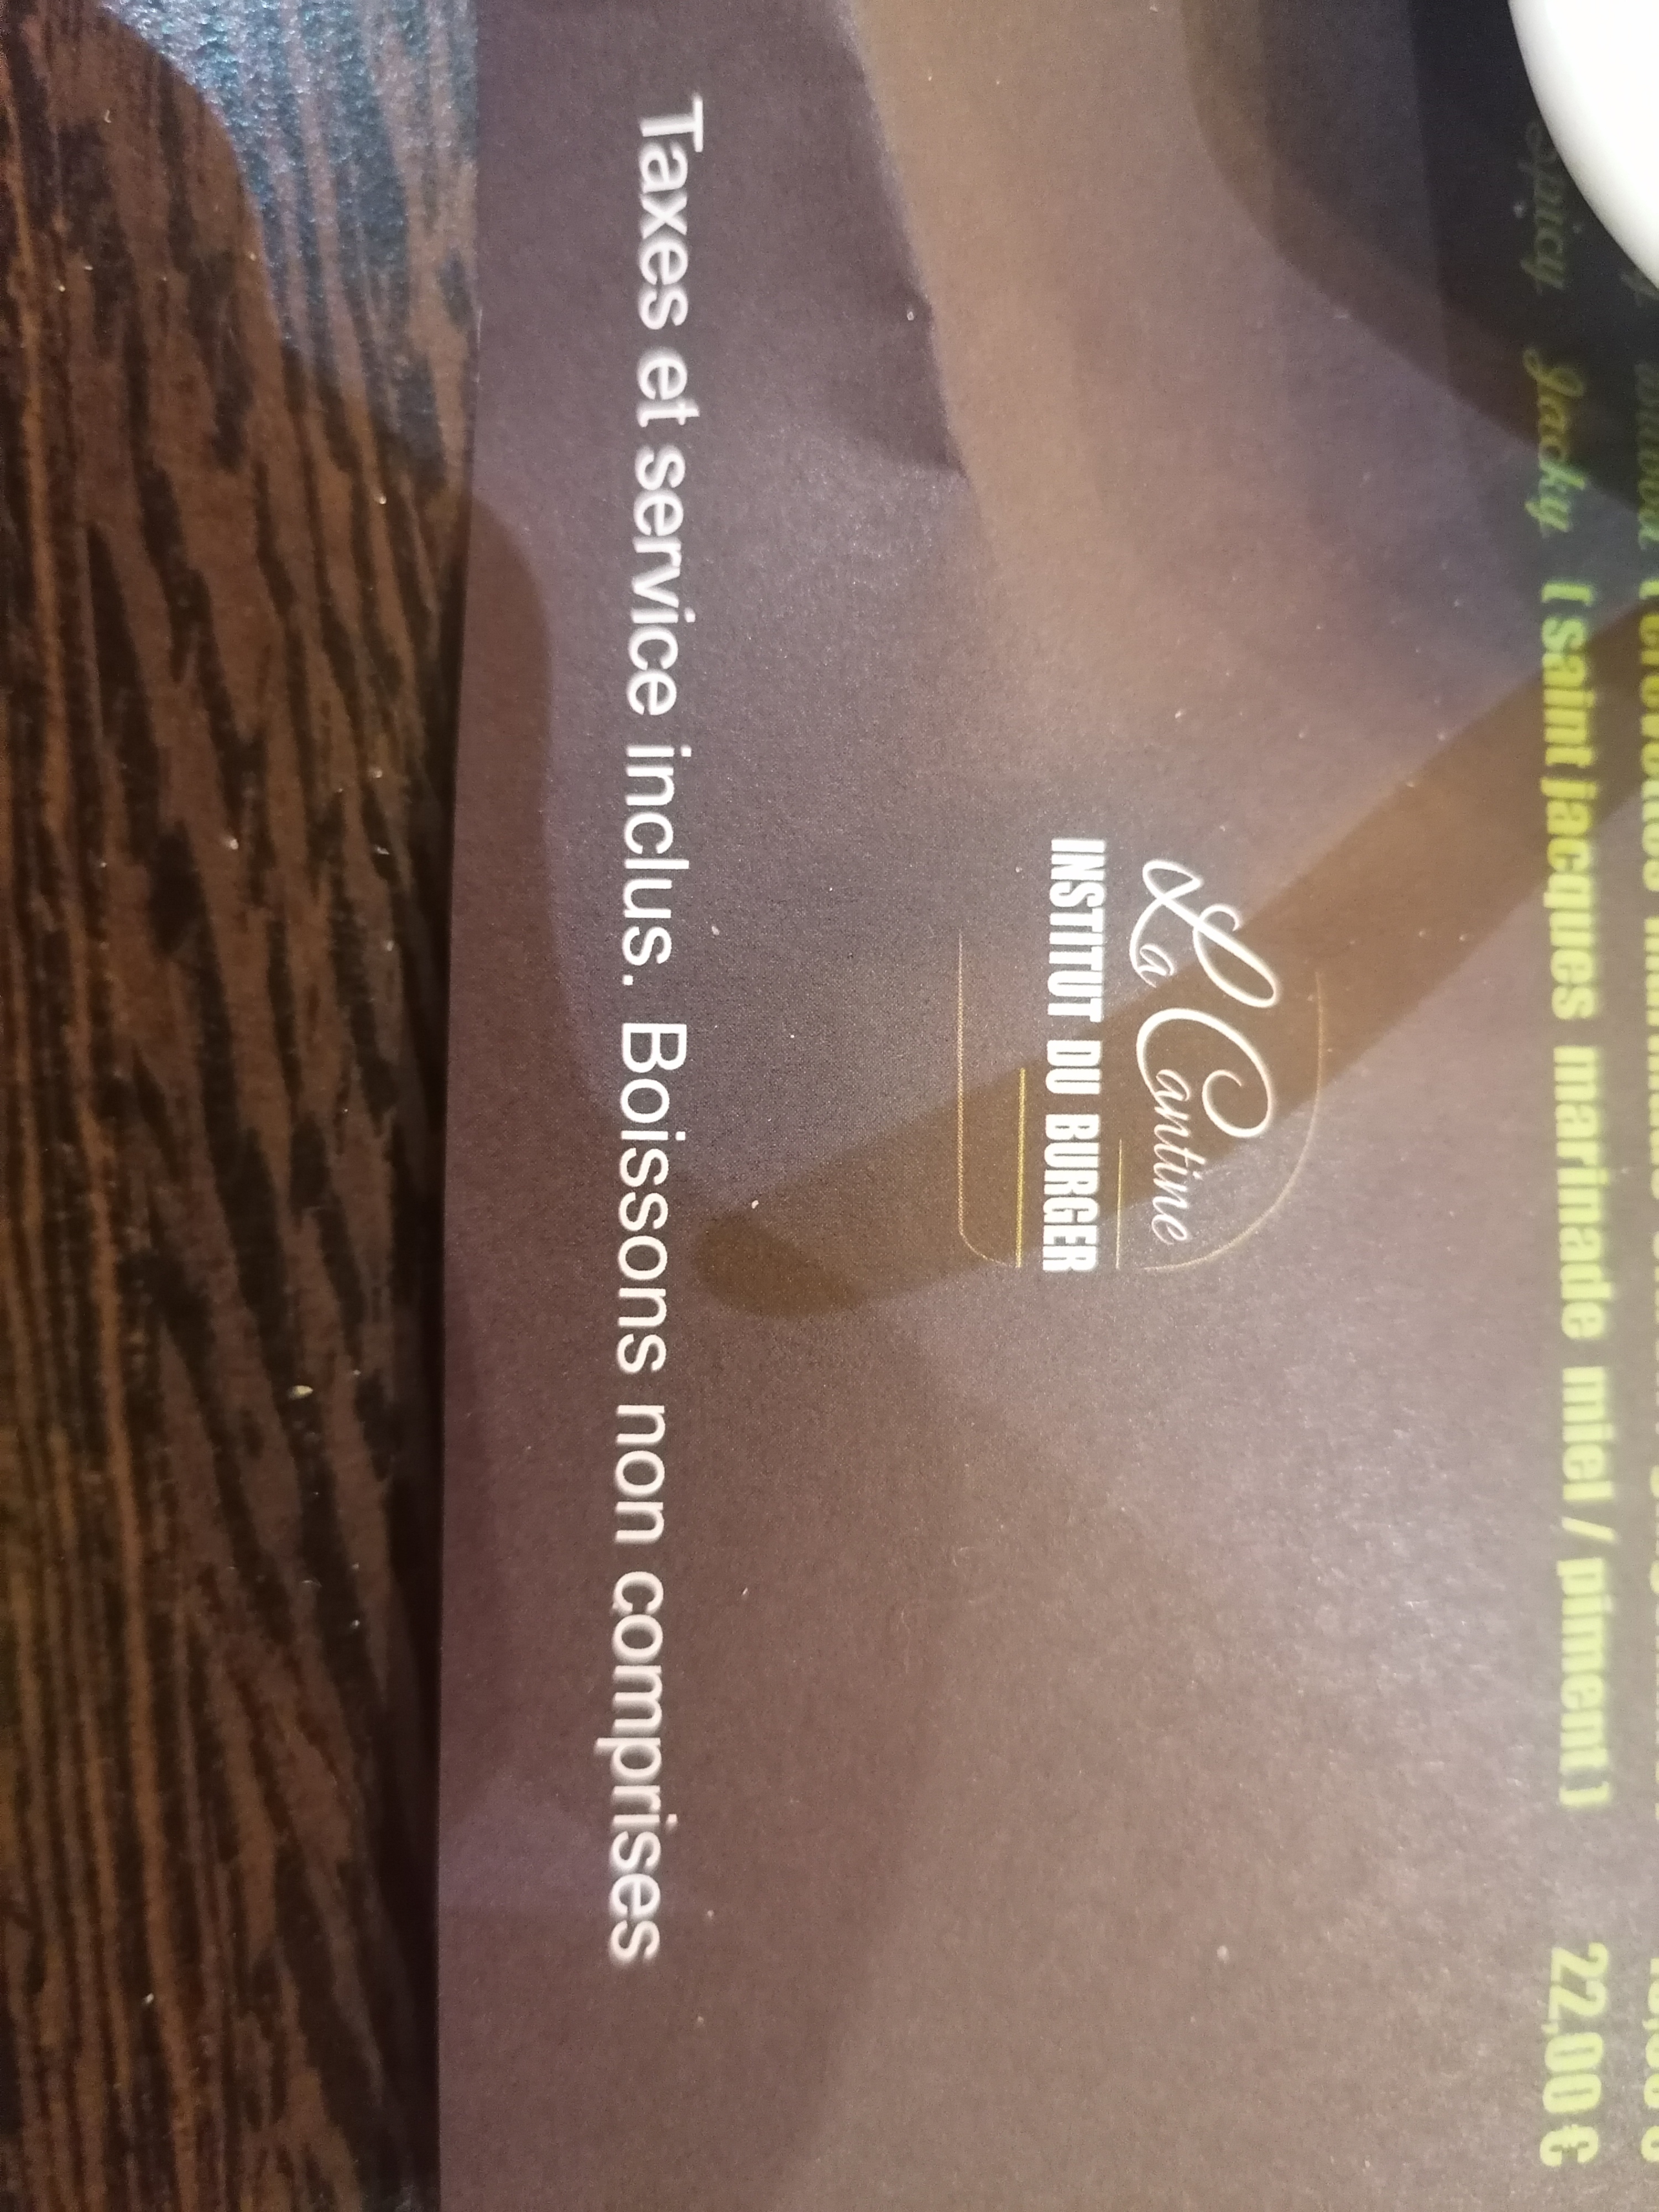 Spicy Jacky ( saint jacques marinade miel / piment ) 22,00 €
La Cantine
INSTITUT DU BURGER
Taxes et service inclus. Boissons non comprises